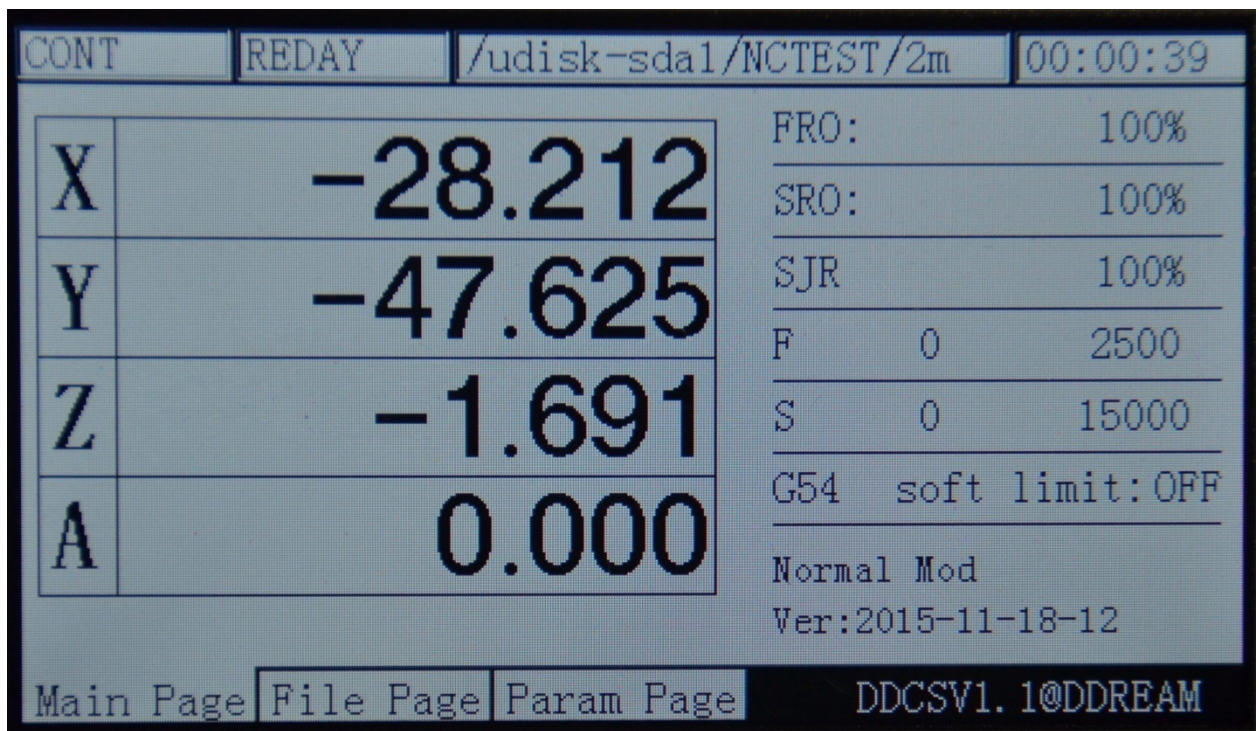 CONT REDAY /udisk-sda1/NCTEST/2m 00:00:39
X -28.212
Y -47.625
Z -1.691
A 0.000
FRO: 100%
SRO: 100%
SJR 100%
F 0 2500
S 0 15000
G54 soft limit:OFF
Normal Mod
Ver:2015-11-18-12
Main Page File Page Param Page DDCSV1.1@DDREAM